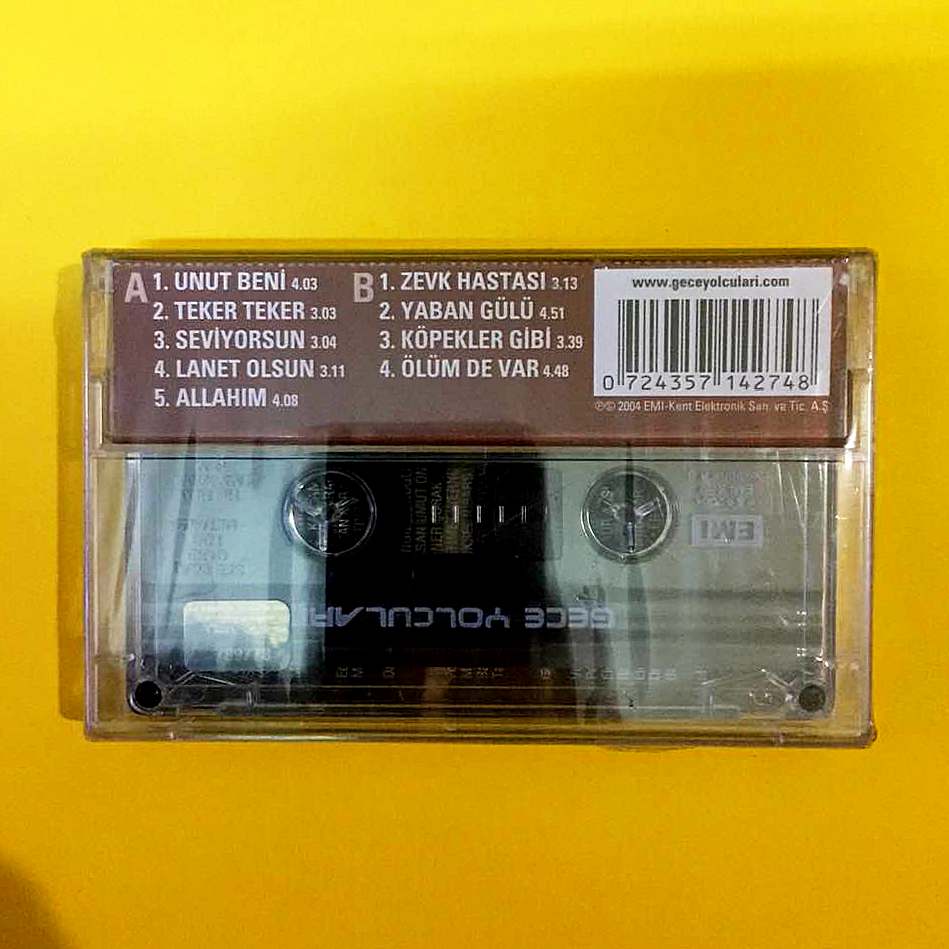 A
1. UNUT BENİ 4.03
2. TEKER TEKER 3.03
3. SEVİYORSUN 3.04
4. LANET OLSUN 3.11
5. ALLAHIM 4.08
B
1. ZEVK HASTASI 3.13
2. YABAN GÜLÜ 4.51
3. KÖPEKLER GİBİ 3.39
4. ÖLÜM DE VAR 4.48
www.geceyolculari.com
0 724357 142748
℗© 2004 EMI-Kent Elektronik San. ve Tic. A.Ş.
EMI
GECE YOLCULARI